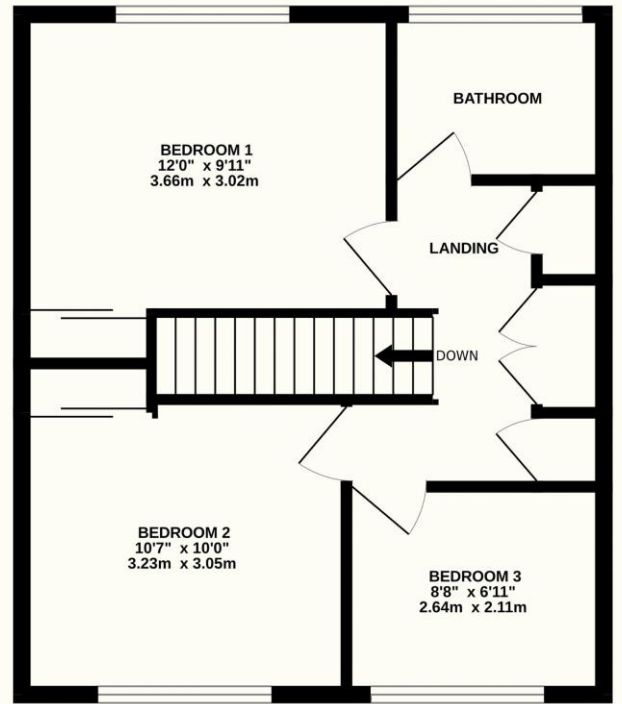 BATHROOM
BEDROOM 1
12'0" x 9'11"
3.66m x 3.02m
LANDING
DOWN
BEDROOM 2
10'7" x 10'0"
3.23m x 3.05m
BEDROOM 3
8'8" x 6'11"
2.64m x 2.11m